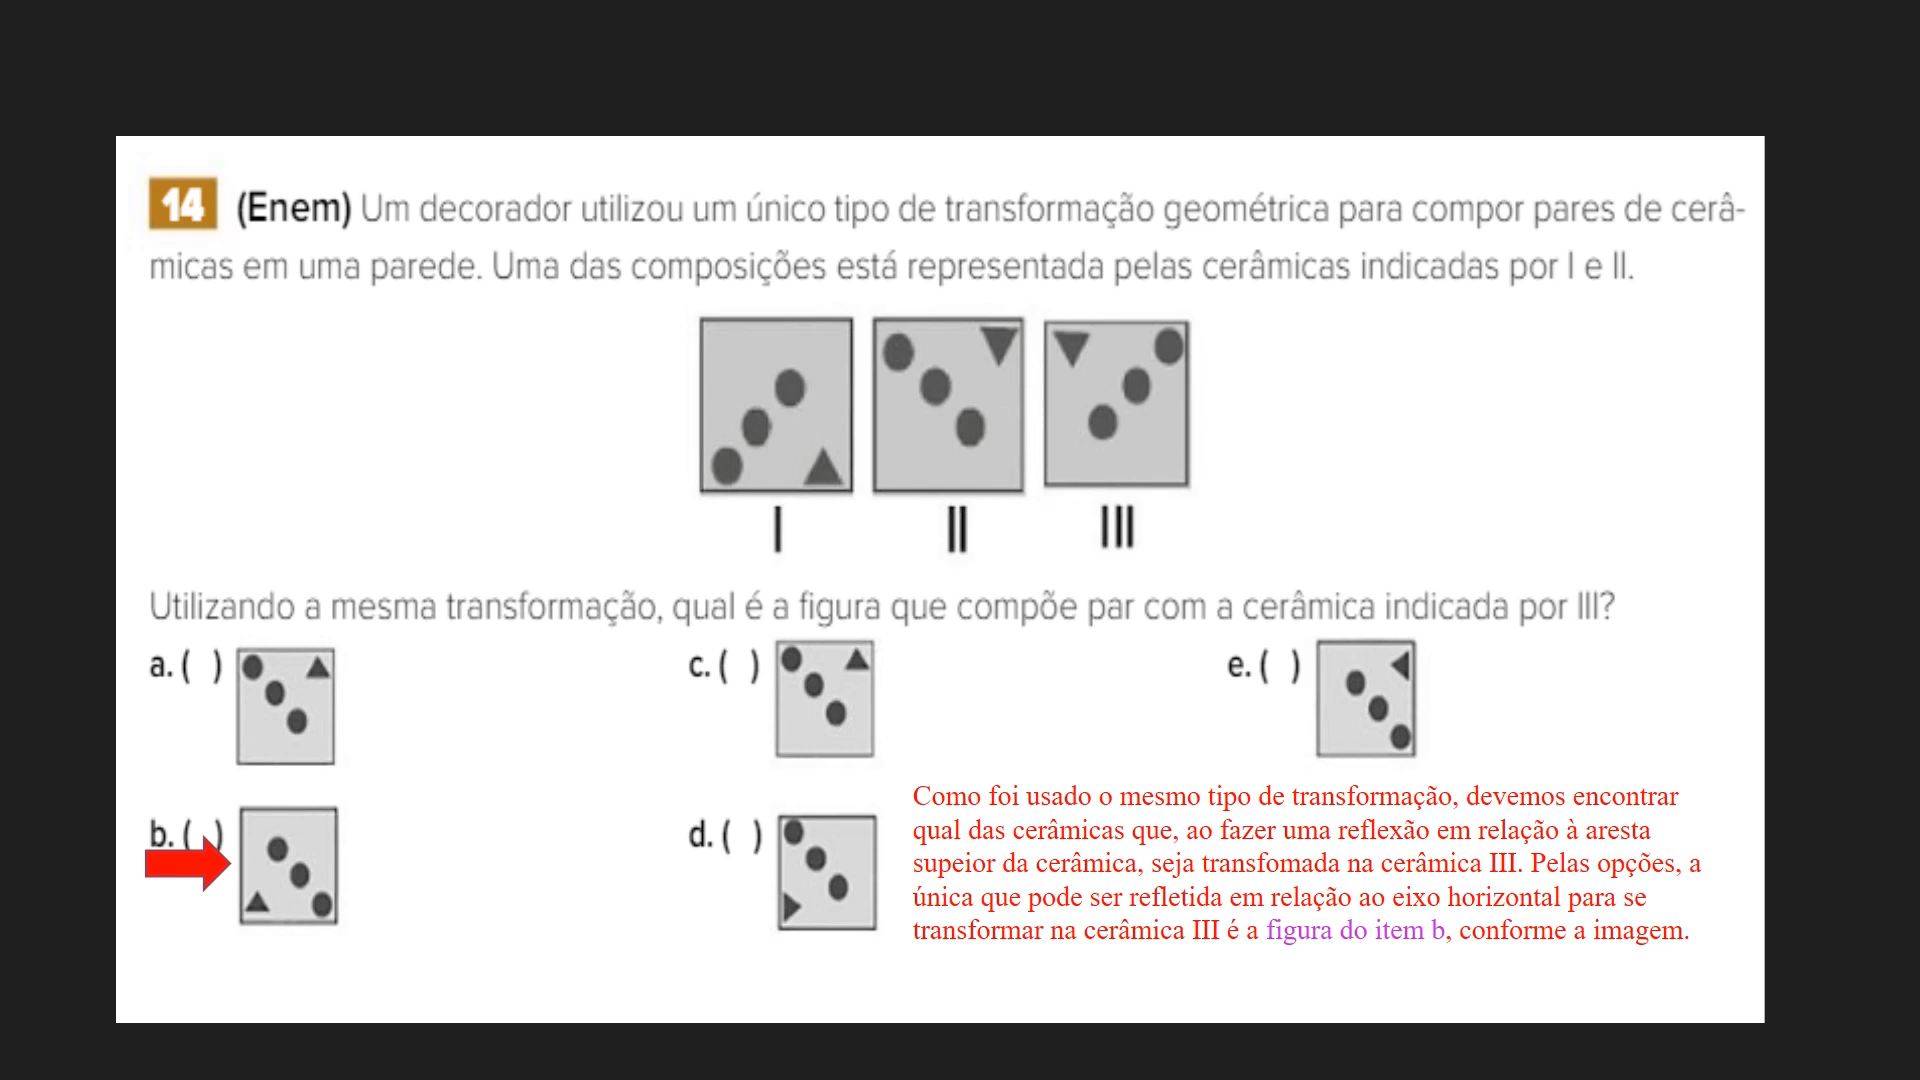 14 (Enem) Um decorador utilizou um único tipo de transformação geométrica para compor pares de cerâ-
micas em uma parede. Uma das composições está representada pelas cerâmicas indicadas por I e II.
I II III
Utilizando a mesma transformação, qual é a figura que compõe par com a cerâmica indicada por III?
a. ( ) c. ( ) e. ( )
b. ( ) d. ( )
Como foi usado o mesmo tipo de transformação, devemos encontrar
qual das cerâmicas que, ao fazer uma reflexão em relação à aresta
supeior da cerâmica, seja transfomada na cerâmica III. Pelas opções, a
única que pode ser refletida em relação ao eixo horizontal para se
transformar na cerâmica III é a figura do item b, conforme a imagem.